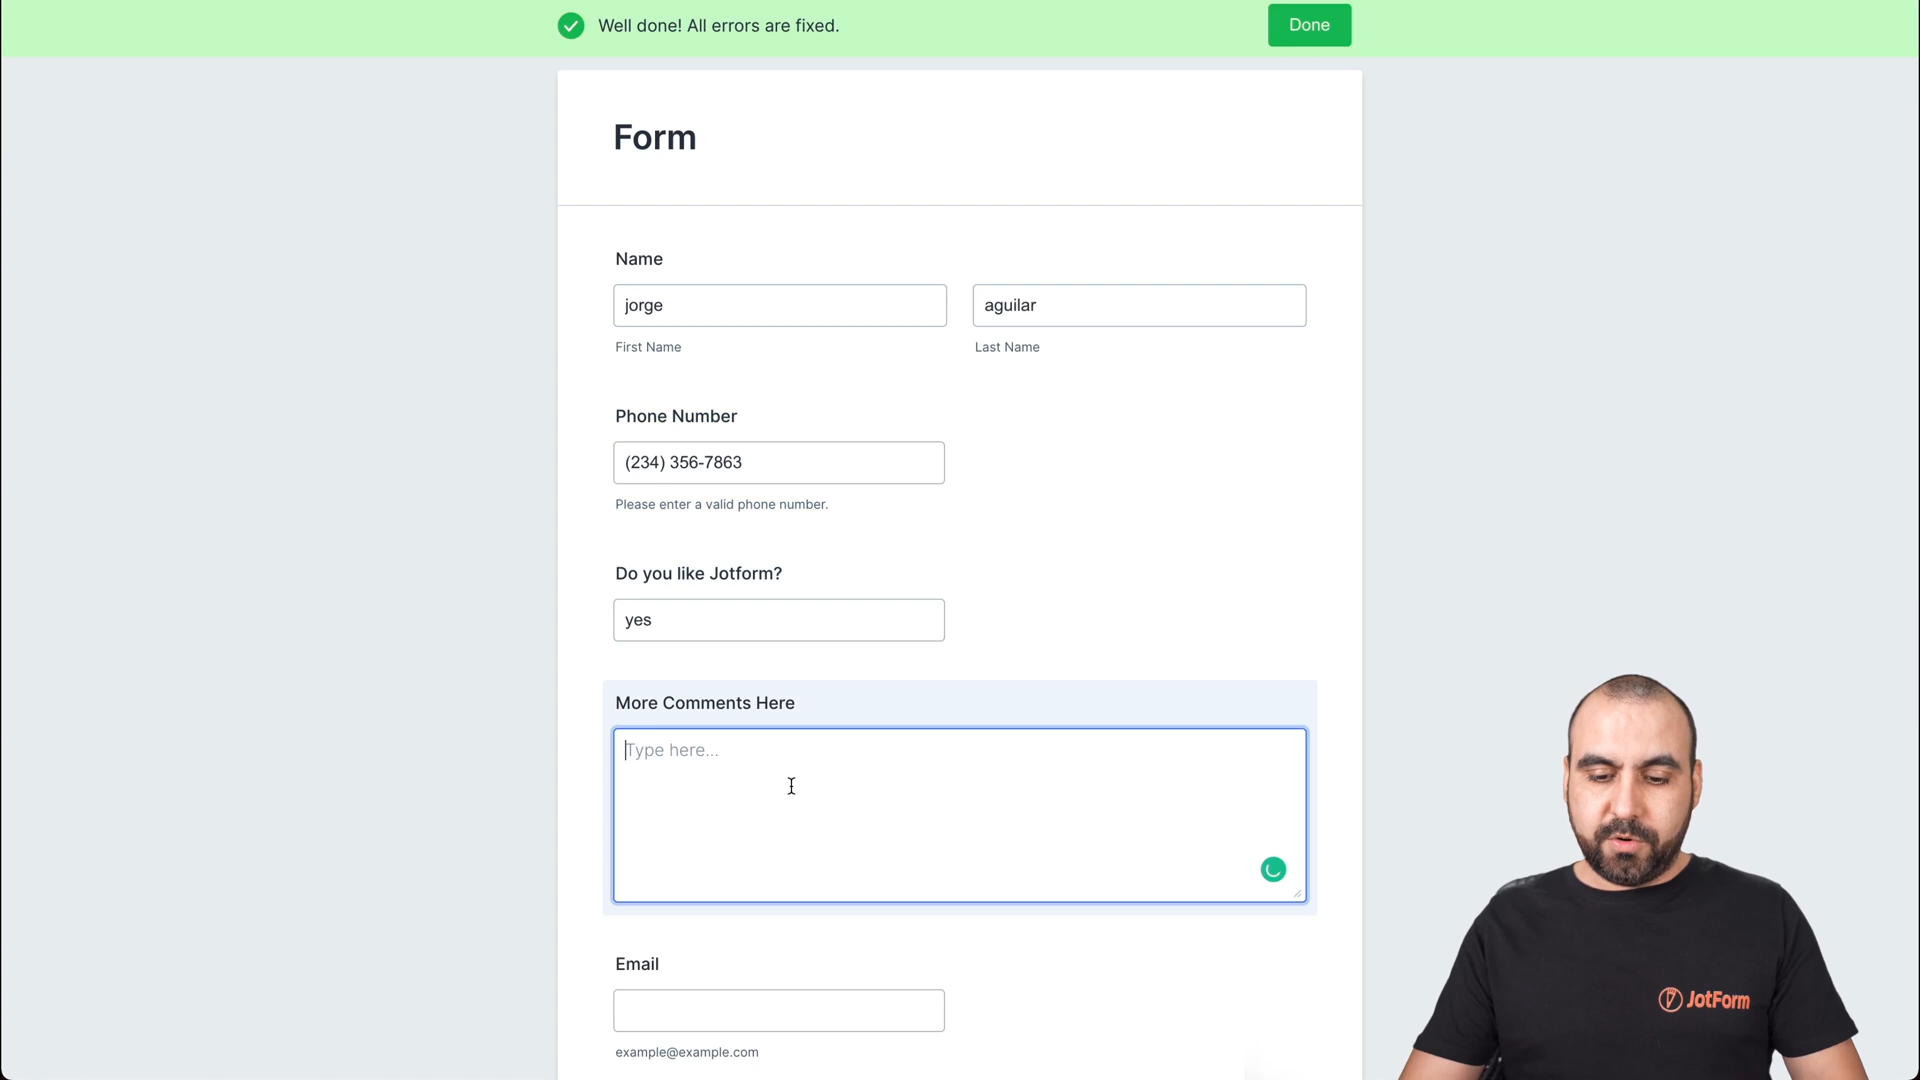 Well done! All errors are fixed.
Done
Form
Name
jorge
aguilar
First Name
Last Name
Phone Number
(234) 356-7863
Please enter a valid phone number.
Do you like Jotform?
yes
More Comments Here
Type here...
Email
example@example.com
JotForm